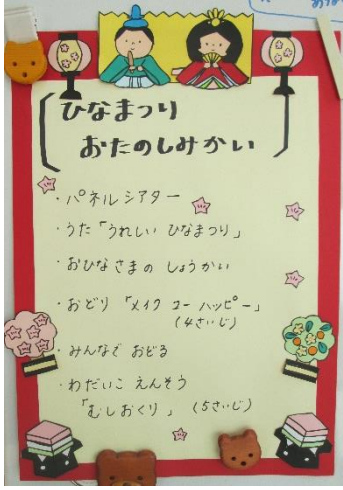 ひなまつり
おたのしみかい
・パネルシアター
・うた「うれしい ひなまつり」
・おひなさまの しょうかい
・おどり 「メイク ユー ハッピー」
(4さいじ)
・みんなで おどる
・わだいこ えんそう
「むしおくり」 (5さいじ)